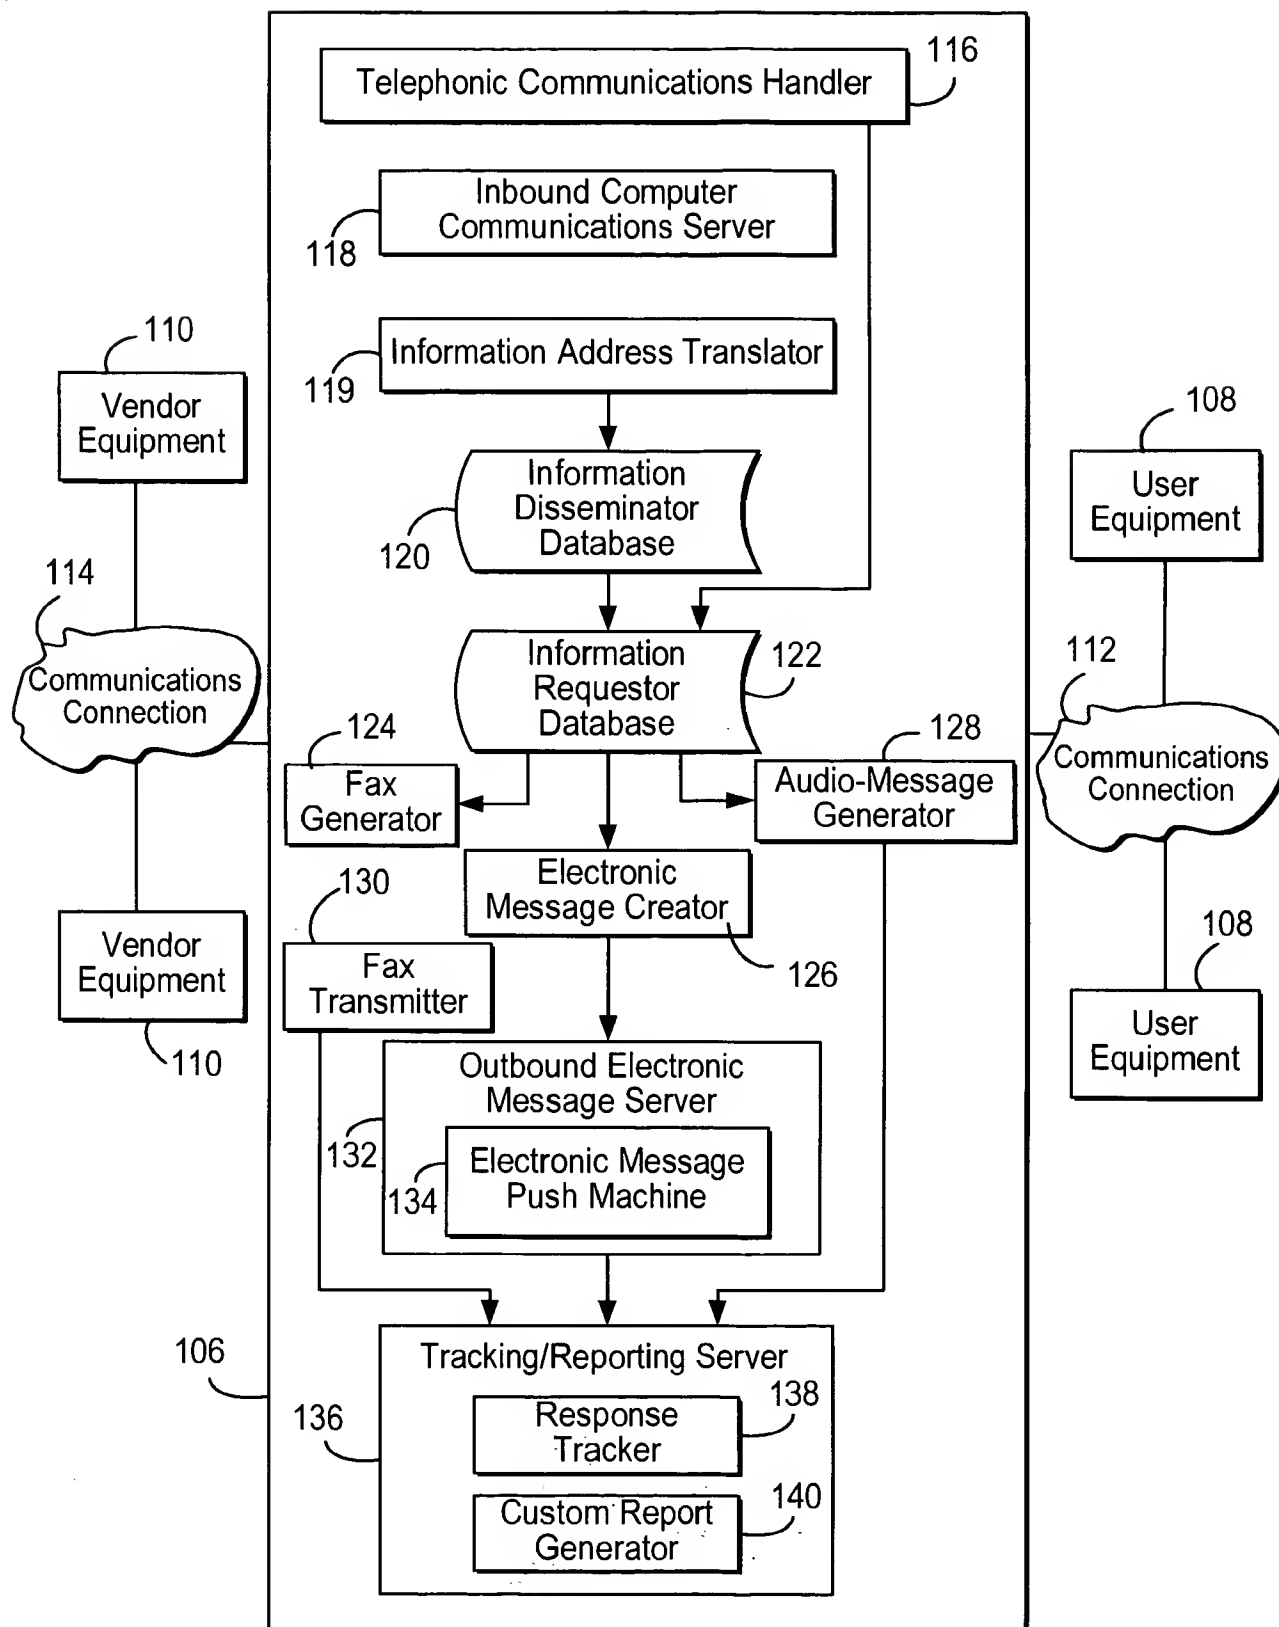 116
Telephonic Communications Handler
Inbound Computer
Communications Server
118
110
Information Address Translator
119
Vendor
Equipment
108
User
Equipment
Information
Disseminator
Database
120
114
Communications
Connection
Information
Requestor
Database
122
112
Communications
Connection
124
128
Fax
Generator
Audio-Message
Generator
Electronic
Message Creator
126
130
Fax
Transmitter
Vendor
Equipment
110
108
User
Equipment
Outbound Electronic
Message Server
132
Electronic Message
Push Machine
134
106
Tracking/Reporting Server
136
Response
Tracker
138
Custom Report
Generator
140